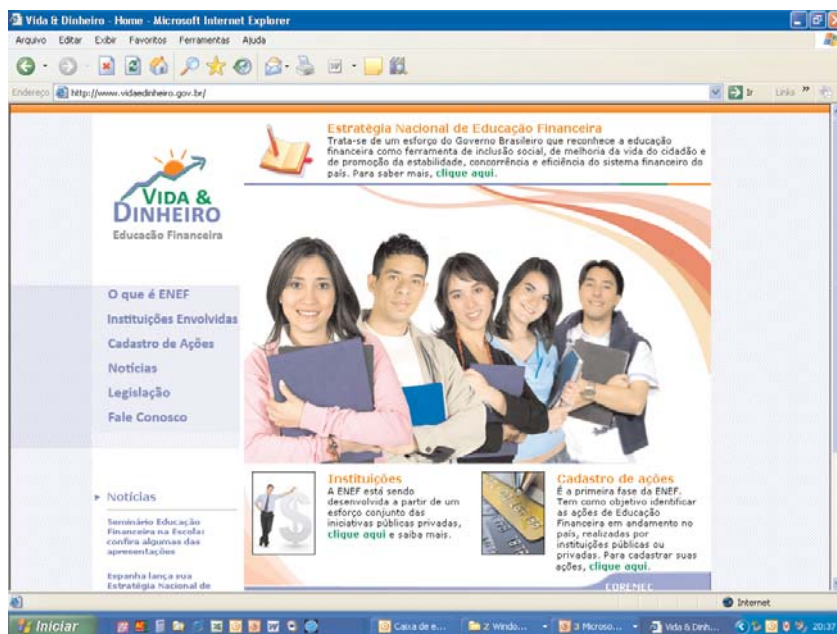 Vida & Dinheiro - Home - Microsoft Internet Explorer
Arquivo Editar Exibir Favoritos Ferramentas Ajuda
Endereço http://www.vidaedinheiro.gov.br/ Ir Links »
Estratégia Nacional de Educação Financeira
Trata-se de um esforço do Governo Brasileiro que reconhece a educação
financeira como ferramenta de inclusão social, de melhoria da vida do cidadão e
de promoção da estabilidade, concorrência e eficiência do sistema financeiro do
país. Para saber mais, clique aqui.
VIDA &
DINHEIRO
Educacão Financeira
O que é ENEF
Instituições Envolvidas
Cadastro de Ações
Notícias
Legislação
Fale Conosco
Notícias
Seminário Educação
Financeira na Escola:
confira algumas das
apresentações
Espanha lança sua
Estratégia Nacional de
Instituições
A ENEF está sendo
desenvolvida a partir de um
esforço conjunto das
iniciativas públicas privadas,
clique aqui e saiba mais.
Cadastro de ações
É a primeira fase da ENEF.
Tem como objetivo identificar
as ações de Educação
Financeira em andamento no
país, realizadas por
instituições públicas ou
privadas. Para cadastrar suas
ações, clique aqui.
COREMEC
Internet
Iniciar Caixa de e... 2 Windo... 3 Microso... Vida & Dinh...